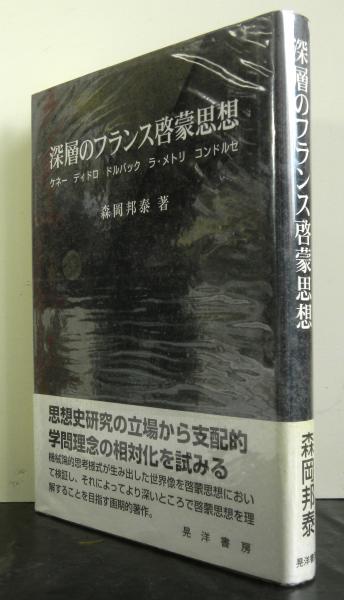 深層のフランス啓蒙思想
ケネー ディドロ ドルバック ラ・メトリ コンドルセ
森岡邦泰 著
思想史研究の立場から支配的
学問理念の相対化を試みる
機械論的思考様式が生み出した世界像を啓蒙思想におい
て検証し、それによってより深いところで啓蒙思想を理
解することを目指す画期的著作。
晃洋書房
深層のフランス啓蒙思想
森岡邦泰
晃洋書房